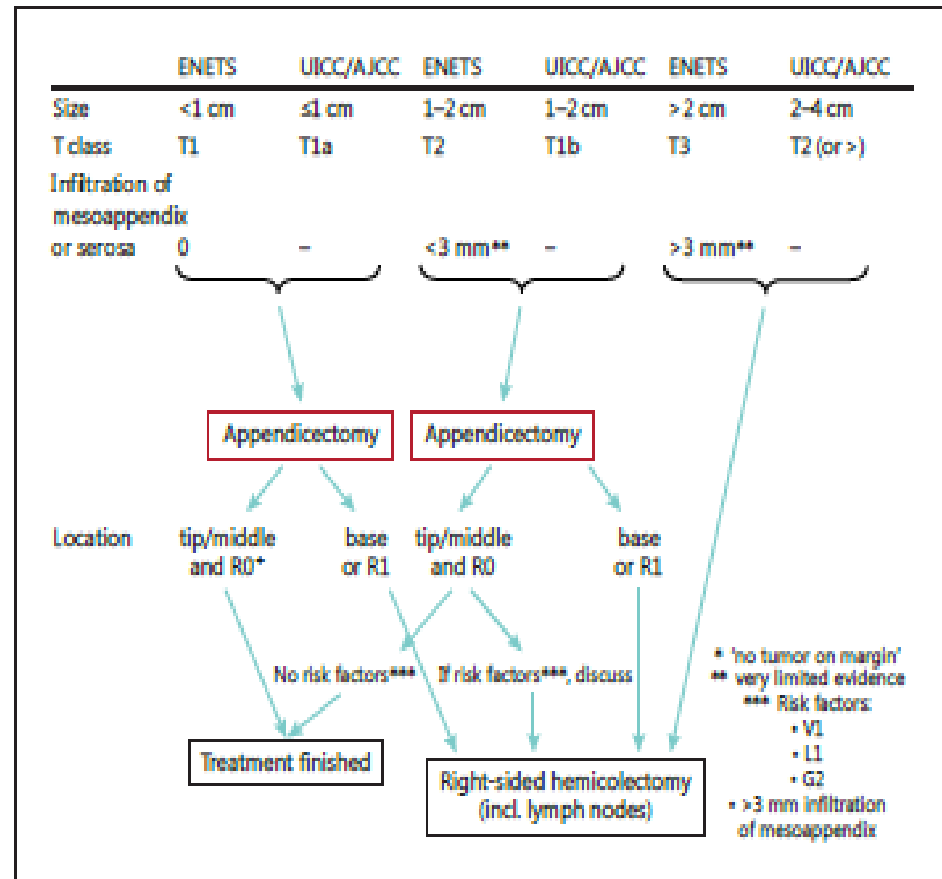 ENETS UICC/AJCC ENETS UICC/AJCC ENETS UICC/AJCC
Size <1 cm ≤1 cm 1–2 cm 1–2 cm >2 cm 2–4 cm
T class T1 T1a T2 T1b T3 T2 (or >)
Infiltration of
mesoappendix
or serosa 0 – <3 mm** – >3 mm** –
Appendicectomy Appendicectomy
Location tip/middle base tip/middle base
and R0* or R1 and R0 or R1
No risk factors*** If risk factors***, discuss
Treatment finished
Right-sided hemicolectomy
(incl. lymph nodes)
* 'no tumor on margin'
** very limited evidence
*** Risk factors:
• V1
• L1
• G2
• >3 mm infiltration
of mesoappendix